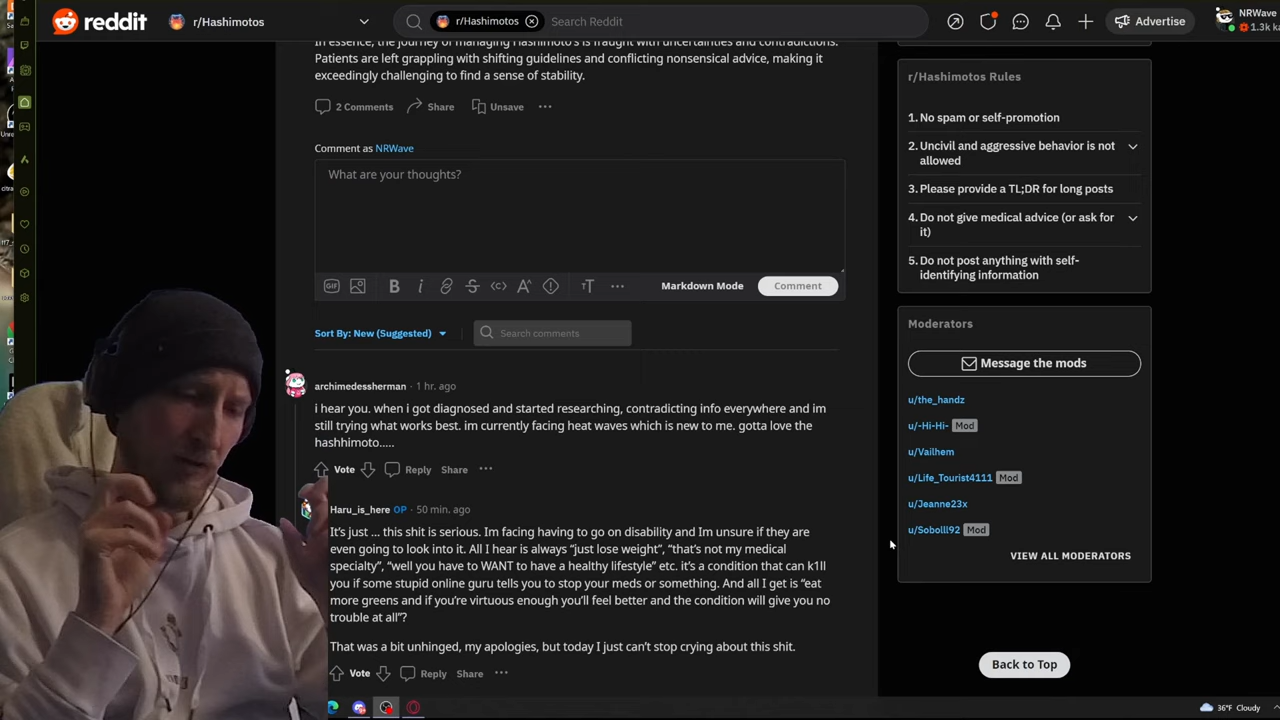 reddit
r/Hashimotos
r/Hashimotos
Search Reddit
Advertise
NRWave
1.3k ka
In essence, the journey of managing Hashimoto's is fraught with uncertainties and contradictions.
Patients are left grappling with shifting guidelines and conflicting nonsensical advice, making it
exceedingly challenging to find a sense of stability.
2 Comments
Share
Unsave
Comment as NRWave
What are your thoughts?
GIF
B
i
Markdown Mode
Comment
Sort By: New (Suggested)
Search comments
archimedessherman · 1 hr. ago
i hear you. when i got diagnosed and started researching, contradicting info everywhere and im
still trying what works best. im currently facing heat waves which is new to me. gotta love the
hashhimoto.....
Vote
Reply
Share
Haru_is_here OP · 50 min. ago
It's just ... this shit is serious. Im facing having to go on disability and Im unsure if they are
even going to look into it. All I hear is always "just lose weight", "that's not my medical
specialty", "well you have to WANT to have a healthy lifestyle" etc. it's a condition that can k1ll
you if some stupid online guru tells you to stop your meds or something. And all I get is "eat
more greens and if you're virtuous enough you'll feel better and the condition will give you no
trouble at all"?
That was a bit unhinged, my apologies, but today I just can't stop crying about this shit.
Vote
Reply
Share
r/Hashimotos Rules
1. No spam or self-promotion
2. Uncivil and aggressive behavior is not
allowed
3. Please provide a TL;DR for long posts
4. Do not give medical advice (or ask for
it)
5. Do not post anything with self-
identifying information
Moderators
Message the mods
u/the_handz
u/-Hi-Hi- Mod
u/Vailhem
u/Life_Tourist4111 Mod
u/Jeanne23x
u/Sobolll92 Mod
VIEW ALL MODERATORS
Back to Top
36°F Cloudy